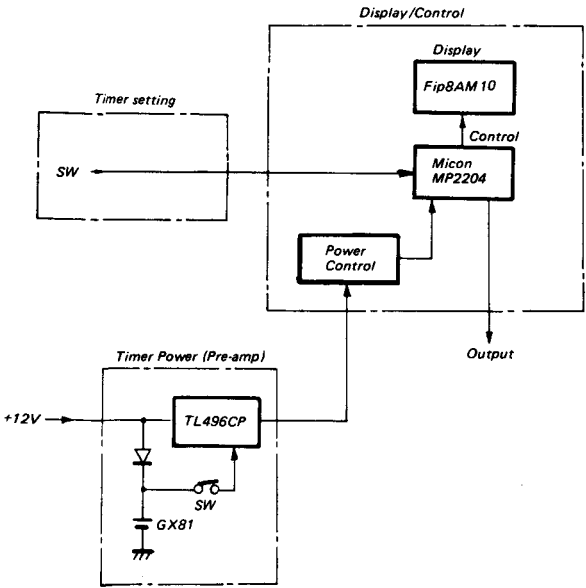 Display/Control
Display
Fip8AM10
Timer setting
Control
SW
Micon
MP2204
Power
Control
Output
Timer Power (Pre-amp)
+12V
TL496CP
SW
GX81